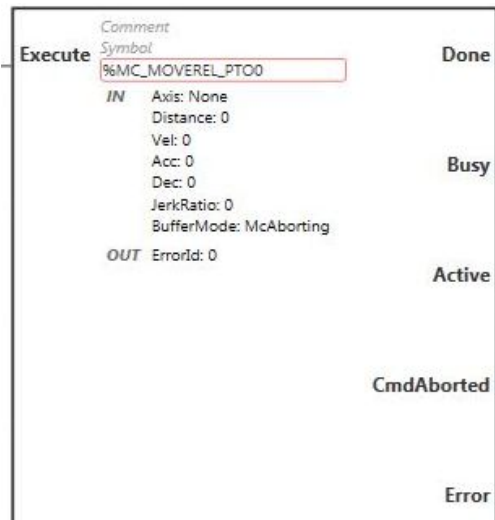 Comment
Execute Symbol Done
%MC_MOVEREL_PTO0
IN Axis: None
Distance: 0
Vel: 0
Busy
Acc: 0
Dec: 0
JerkRatio: 0
BufferMode: McAborting
OUT ErrorId: 0
Active
CmdAborted
Error